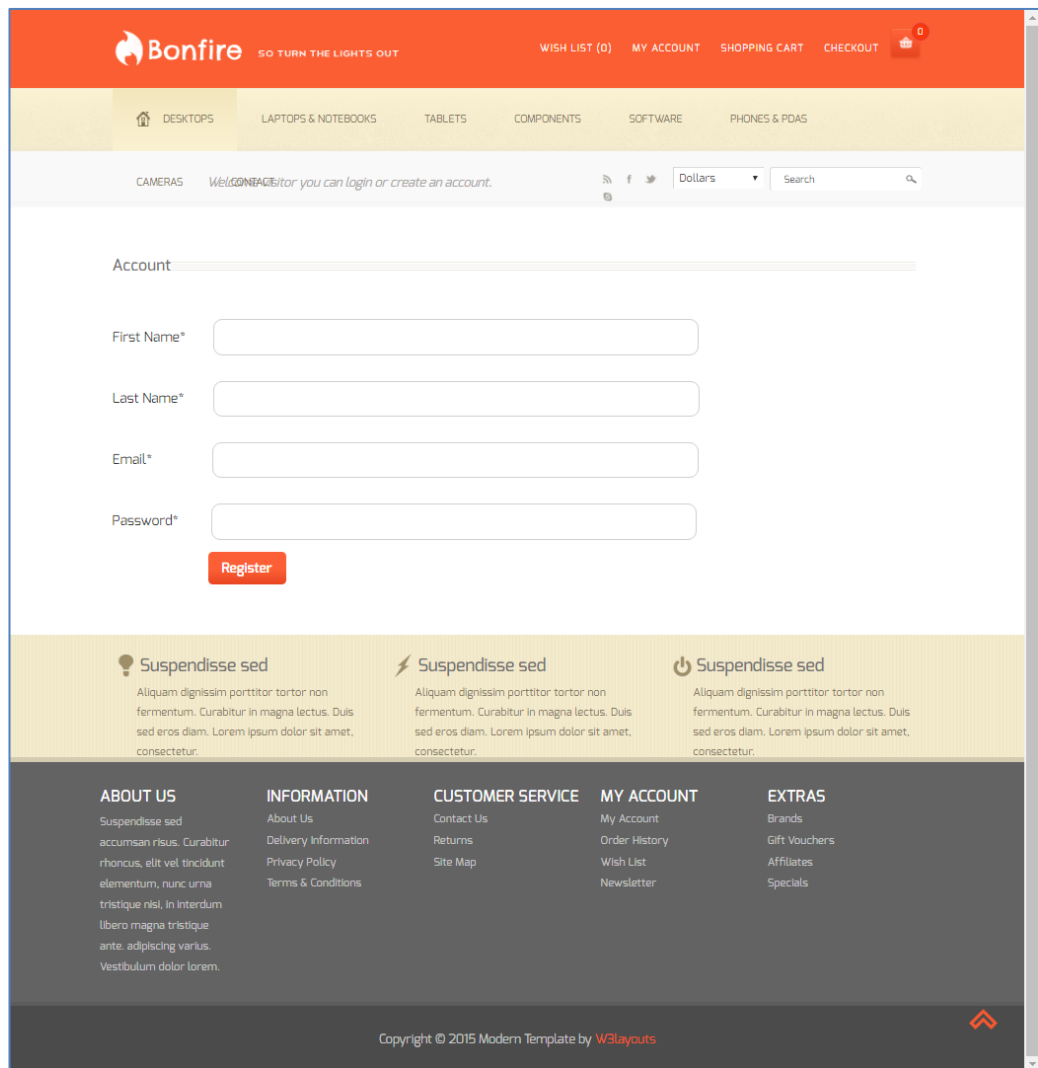 Bonfire SO TURN THE LIGHTS OUT WISH LIST (0) MY ACCOUNT SHOPPING CART CHECKOUT 0
DESKTOPS LAPTOPS & NOTEBOOKS TABLETS COMPONENTS SOFTWARE PHONES & PDAS
CAMERAS CONTACT visitor you can login or create an account. Dollars Search
Account
First Name*
Last Name*
Email*
Password*
Register
Suspendisse sed
Aliquam dignissim porttitor tortor non
fermentum. Curabitur in magna lectus. Duis
sed eros diam. Lorem ipsum dolor sit amet,
consectetur.
Suspendisse sed
Aliquam dignissim porttitor tortor non
fermentum. Curabitur in magna lectus. Duis
sed eros diam. Lorem ipsum dolor sit amet,
consectetur.
Suspendisse sed
Aliquam dignissim porttitor tortor non
fermentum. Curabitur in magna lectus. Duis
sed eros diam. Lorem ipsum dolor sit amet,
consectetur.
ABOUT US
Suspendisse sed
accumsan risus. Curabitur
rhoncus, elit vel tincidunt
elementum, nunc urna
tristique nisl, in interdum
libero magna tristique
ante. adipiscing varius.
Vestibulum dolor lorem.
INFORMATION
About Us
Delivery Information
Privacy Policy
Terms & Conditions
CUSTOMER SERVICE
Contact Us
Returns
Site Map
MY ACCOUNT
My Account
Order History
Wish List
Newsletter
EXTRAS
Brands
Gift Vouchers
Affiliates
Specials
Copyright © 2015 Modern Template by W3layouts